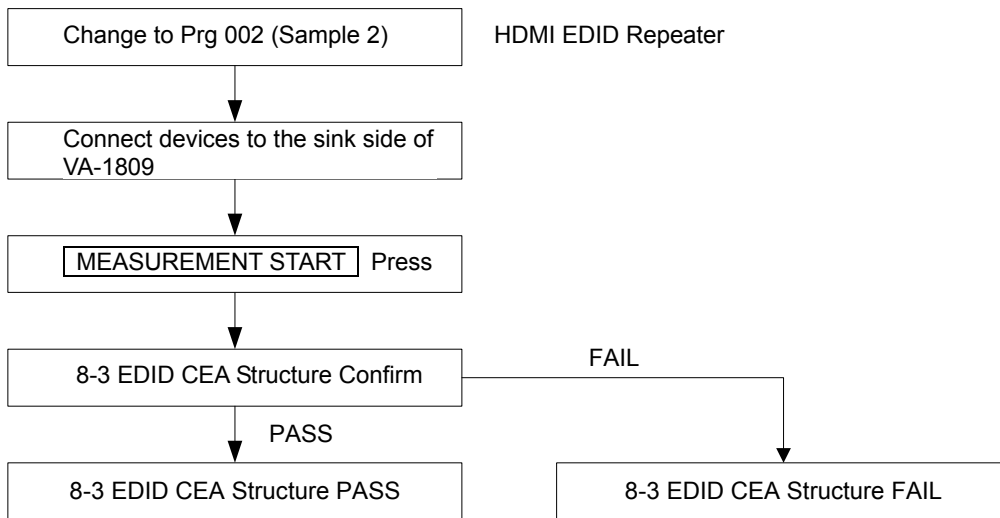 Change to Prg 002 (Sample 2)
HDMI EDID Repeater
Connect devices to the sink side of
VA-1809
MEASUREMENT START Press
8-3 EDID CEA Structure Confirm
FAIL
PASS
8-3 EDID CEA Structure PASS
8-3 EDID CEA Structure FAIL